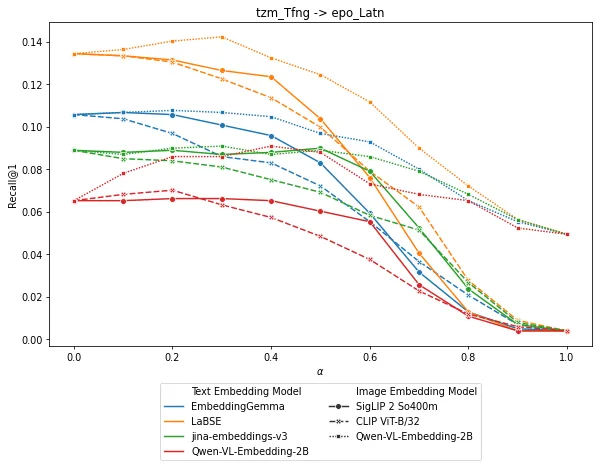 tzm_Tfng -> epo_Latn
Recall@1
0.14
0.12
0.10
0.08
0.06
0.04
0.02
0.00
0.0 0.2 0.4 0.6 0.8 1.0
α
Text Embedding Model
EmbeddingGemma
LaBSE
jina-embeddings-v3
Qwen-VL-Embedding-2B
Image Embedding Model
SigLIP 2 So400m
CLIP ViT-B/32
Qwen-VL-Embedding-2B